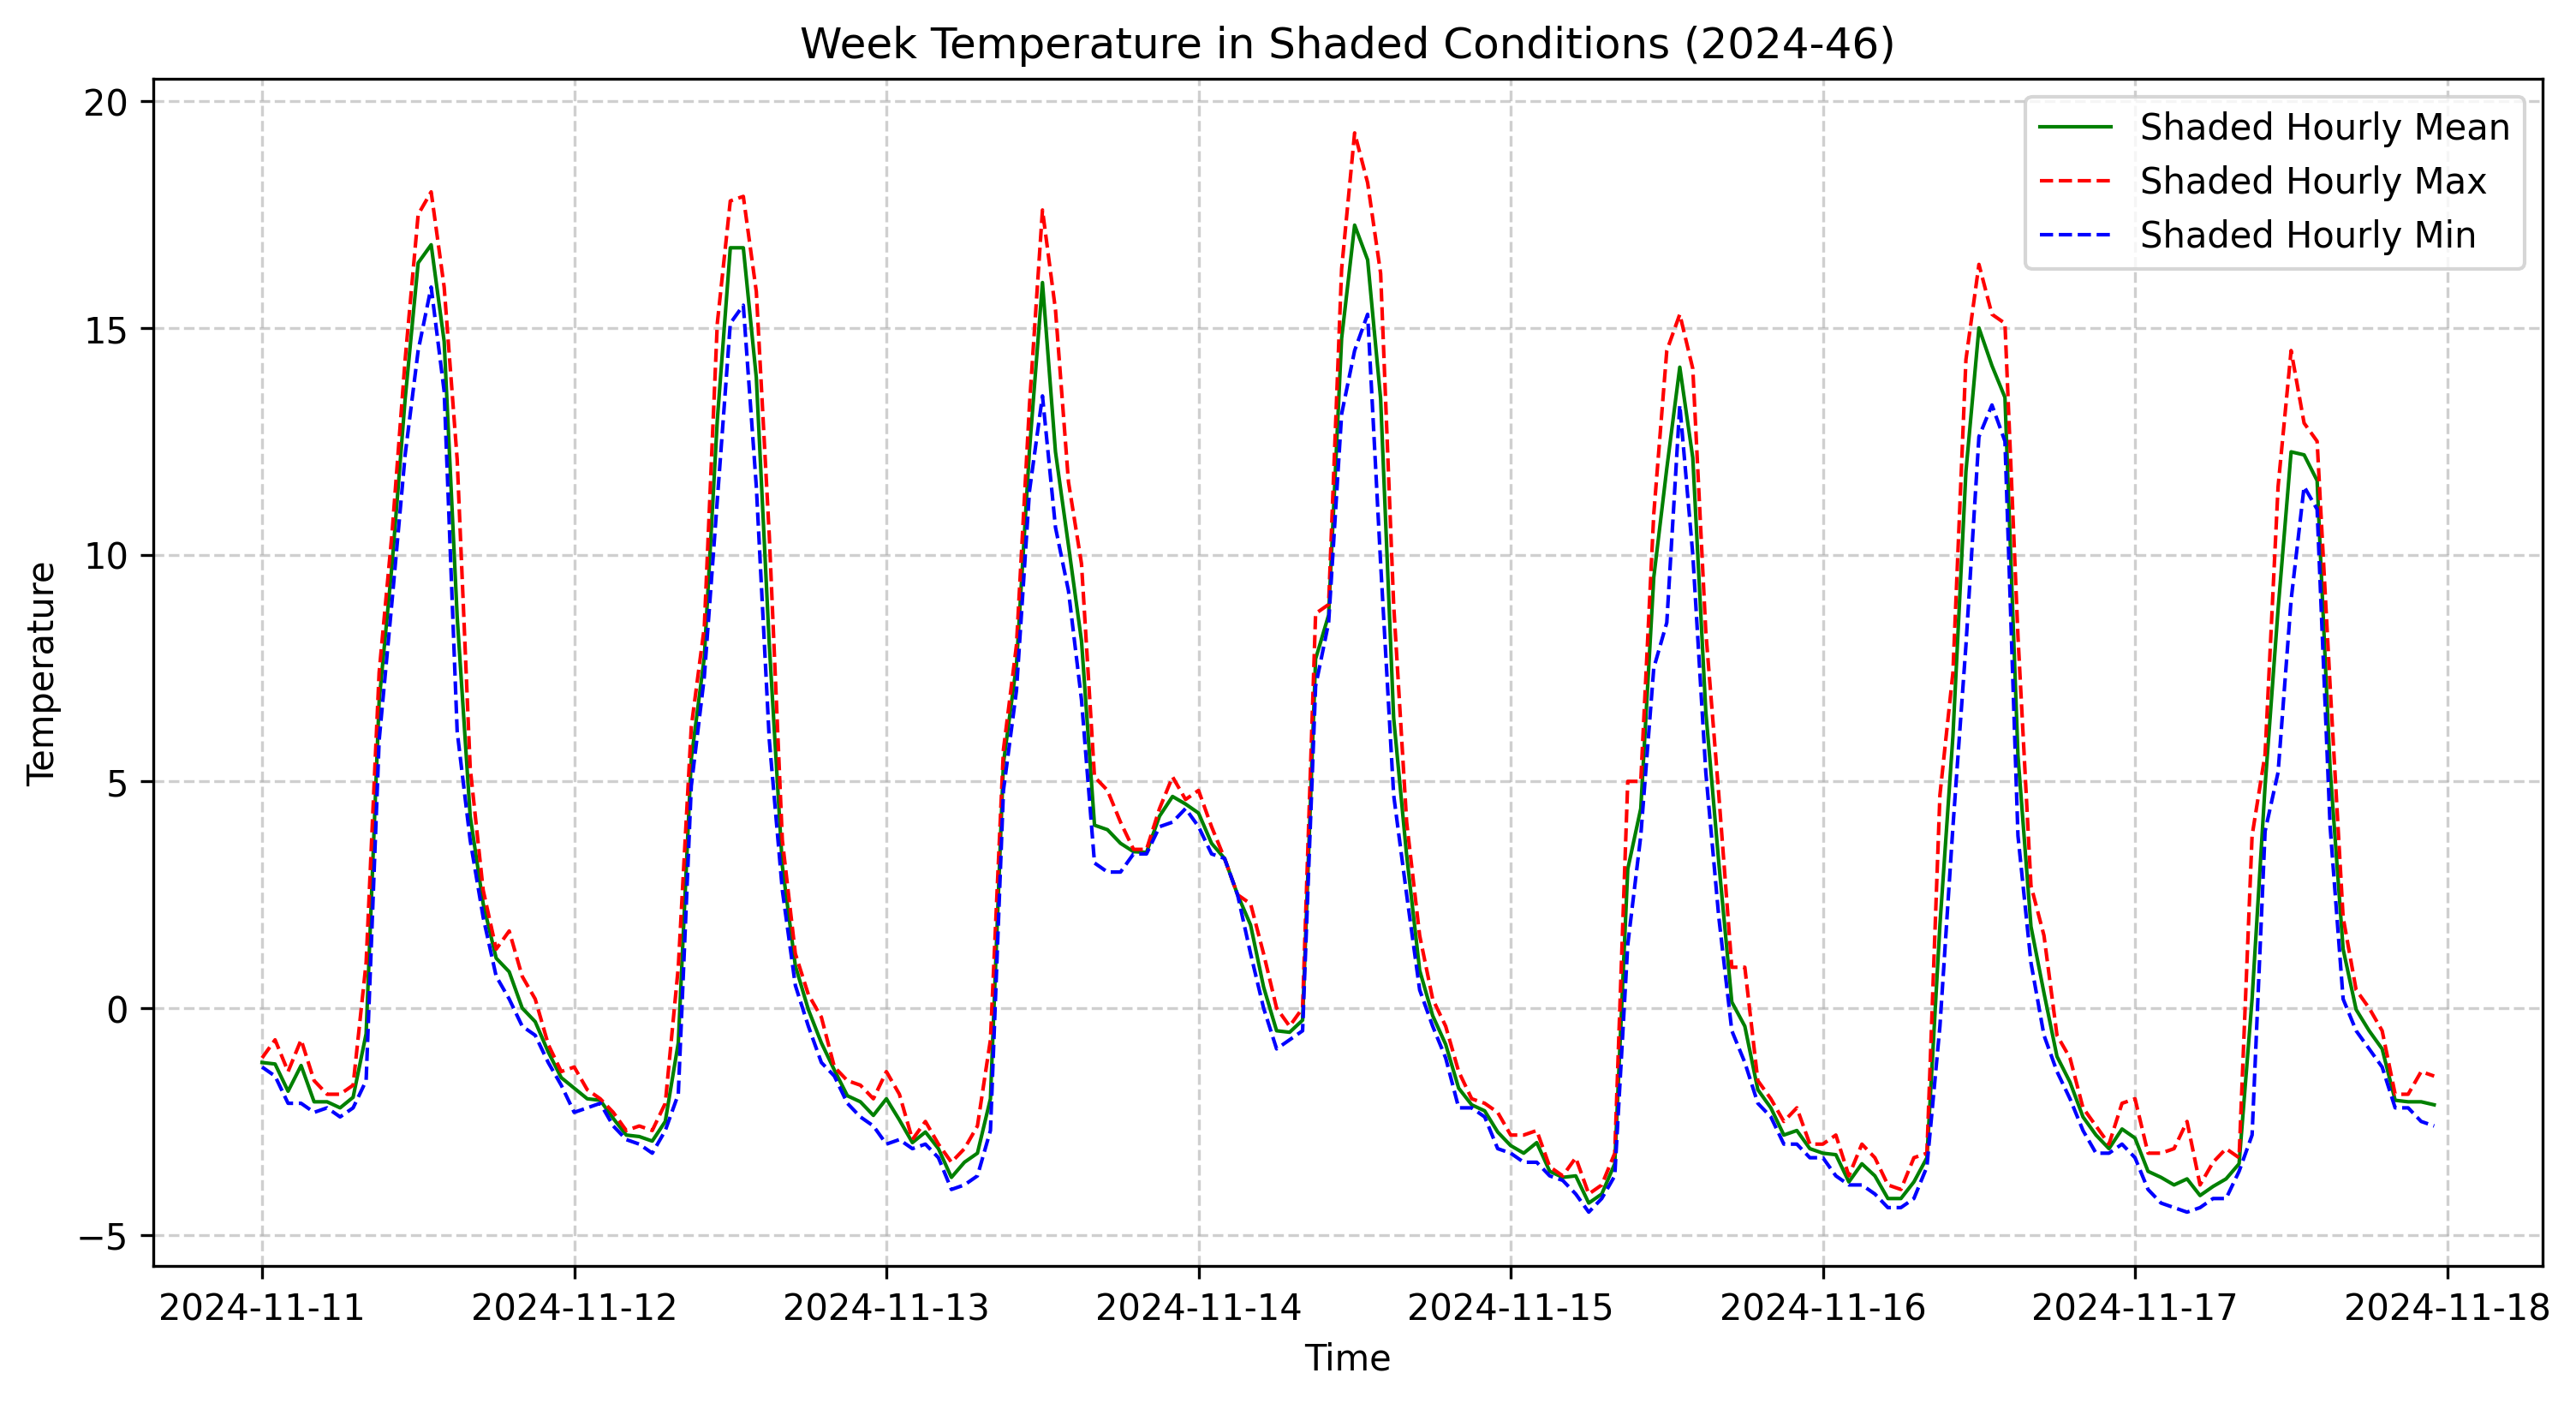 Week Temperature in Shaded Conditions (2024-46)
Shaded Hourly Mean
Shaded Hourly Max
Shaded Hourly Min
Temperature
20
15
10
5
0
−5
2024-11-11 2024-11-12 2024-11-13 2024-11-14 2024-11-15 2024-11-16 2024-11-17 2024-11-18
Time